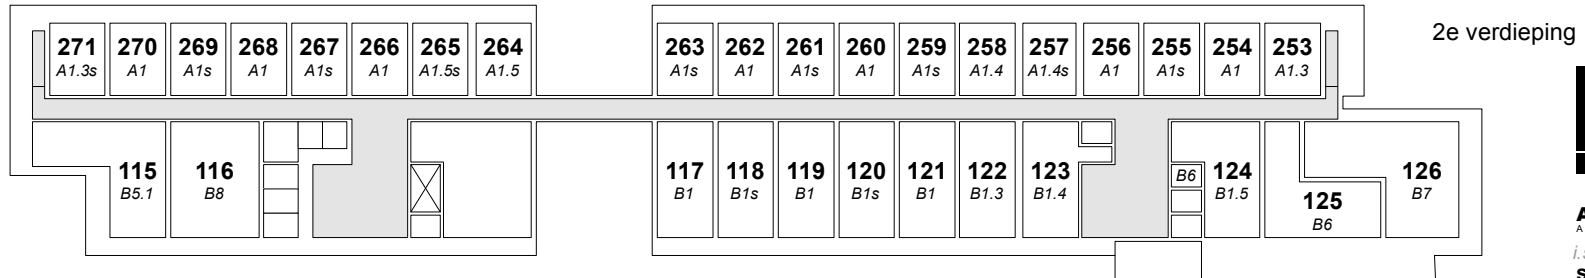 271 270 269 268 267 266 265 264 263 262 261 260 259 258 257 256 255 254 253
A1.3s A1 A1s A1 A1s A1 A1.5s A1.5 A1s A1 A1s A1 A1s A1.4 A1.4s A1 A1s A1 A1.3
2e verdieping
115 116 117 118 119 120 121 122 123 124 126
B5.1 B8 B1 B1s B1 B1s B1 B1.3 B1.4 B6 B1.5 B7
125
B6
A
A
i.s
s